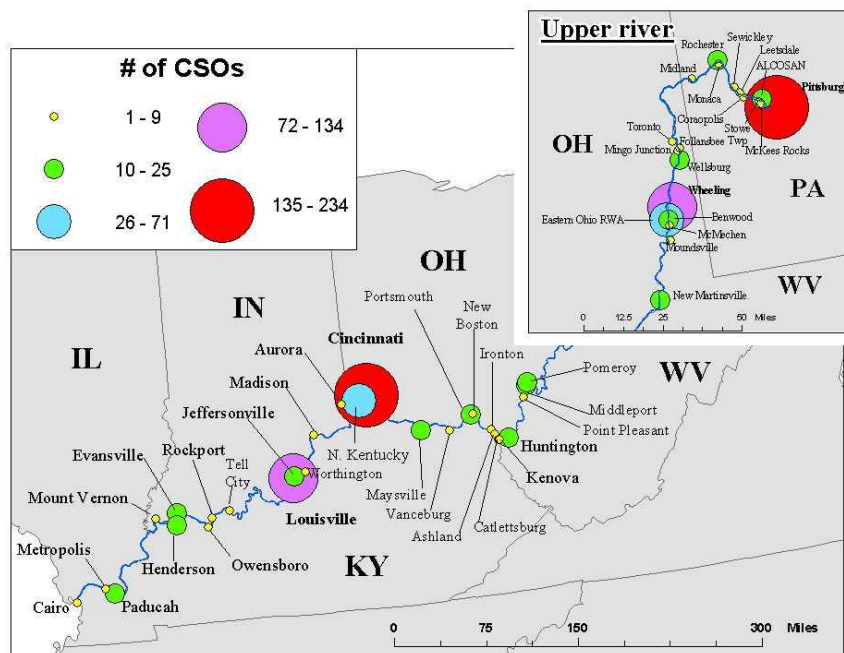 # of CSOs
1 - 9
10 - 25
26 - 71
72 - 134
135 - 234
Upper river
Sewickley
Rochester
Leetsdale
ALCOSAN
Midland
Pittsburgh
Monaca
Coraopolis
Stowe
Twp
McKees Rocks
Toronto
Follansbee
Mingo Junction
Wellsburg
OH
PA
Wheeling
Eastern Ohio RWA
Benwood
McMechen
Moundsville
WV
New Martinsville
0 12.5 25 50
Miles
OH
IN
IL
WV
KY
Portsmouth
New
Boston
Ironton
Cincinnati
Aurora
Madison
Jeffersonville
Pomeroy
Middleport
Point Pleasant
Huntington
Kenova
Catlettsburg
Ashland
Vanceburg
Maysville
N. Kentucky
Worthington
Louisville
Evansville
Rockport
Tell
City
Mount Vernon
Owensboro
Henderson
Metropolis
Paducah
Cairo
0 75 150 300
Miles